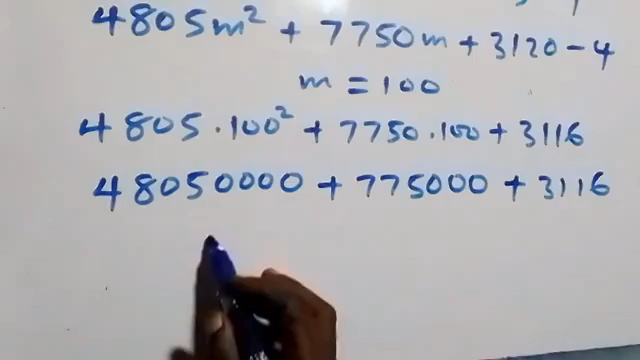 4805m² + 7750m + 3120 - 4
m = 100
4805 · 100² + 7750 · 100 + 3116
48050000 + 775000 + 3116